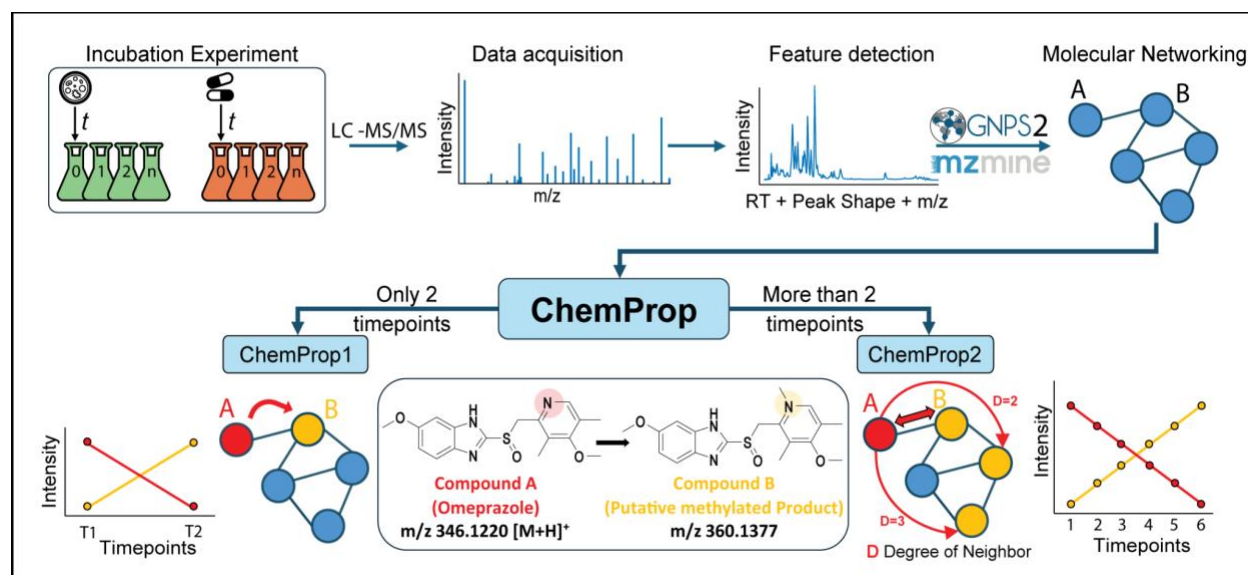 Incubation Experiment
t
t
0 1 2 n
0 1 2 n
LC -MS/MS
Data acquisition
Intensity
m/z
Feature detection
Intensity
RT + Peak Shape + m/z
GNPS2
mzmine
Molecular Networking
A
B
ChemProp
Only 2
timepoints
More than 2
timepoints
ChemProp1
ChemProp2
Intensity
T1
T2
Timepoints
A
B
O
H
N
N
S
O
N
O
Compound A
(Omeprazole)
m/z 346.1220 [M+H]+
O
H
N
N
S
O
N
O
Compound B
(Putative methylated Product)
m/z 360.1377
A
B
D=2
D=3
D Degree of Neighbor
Intensity
1 2 3 4 5 6
Timepoints